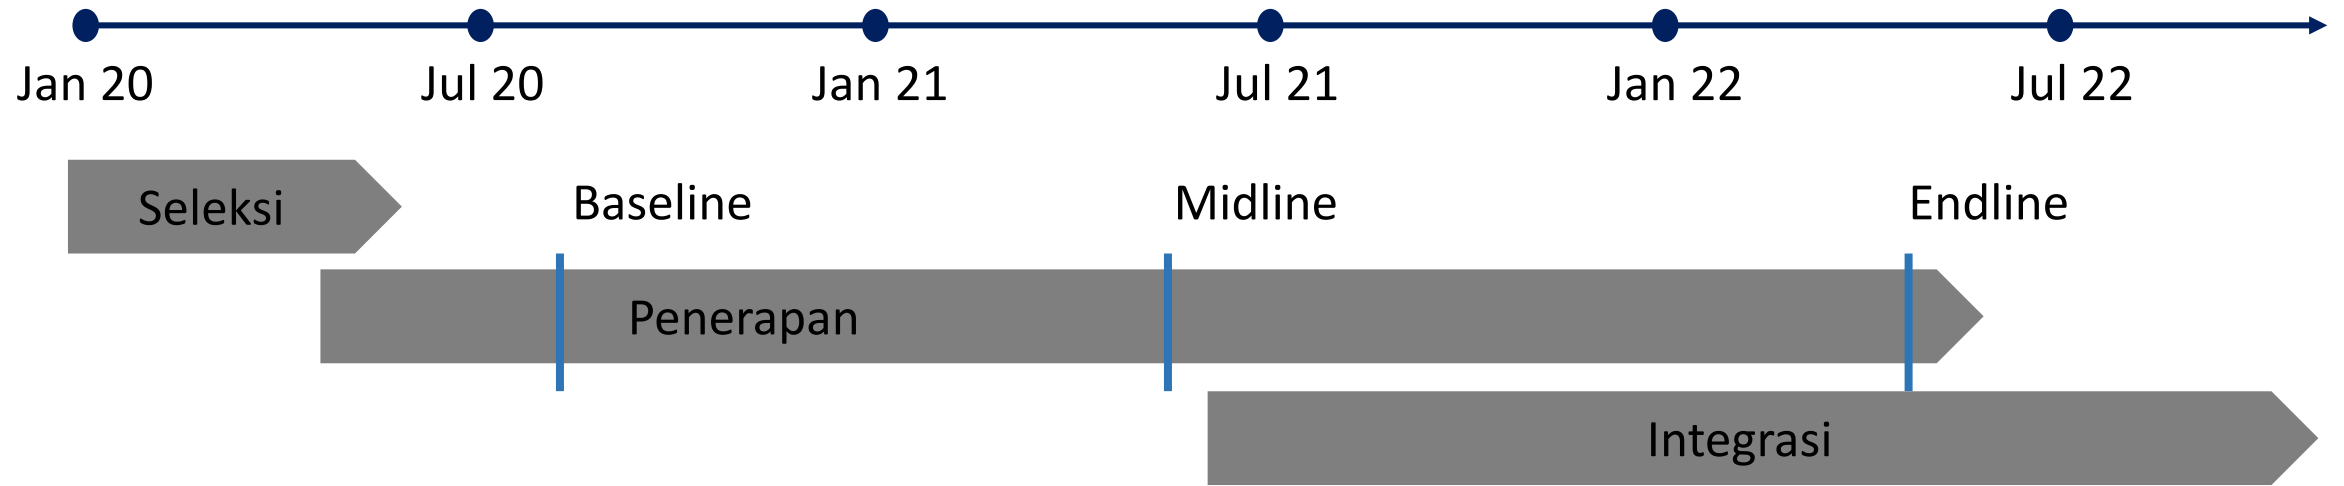 Jan 20
Jul 20
Jan 21
Jul 21
Jan 22
Jul 22
Seleksi
Baseline
Midline
Endline
Penerapan
Integrasi